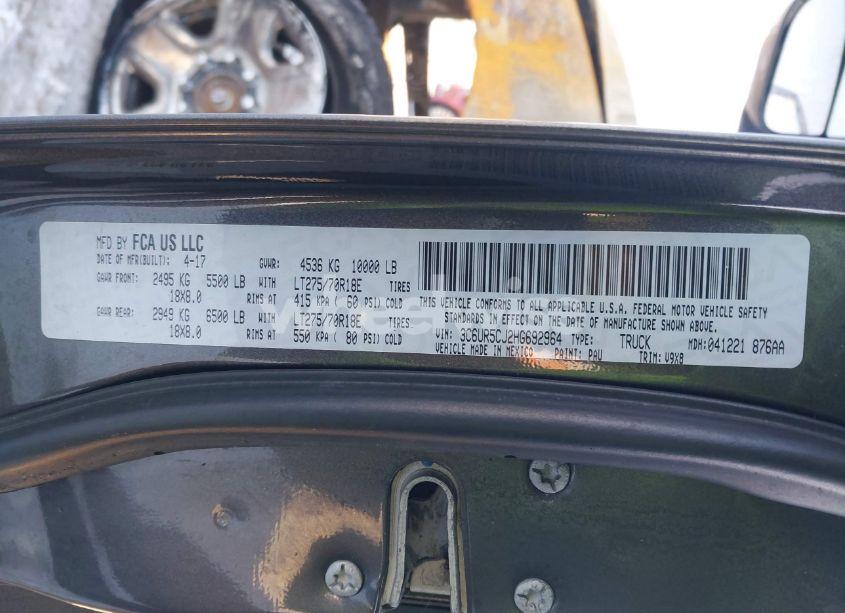 MFD BY FCA US LLC
DATE OF MFR(BUILT): 4-17 GVWR: 4536 KG 10000 LB
GAWR FRONT: 2495 KG 5500 LB WITH LT275/70R18E TIRES
18X8.0 RIMS AT 415 KPA ( 60 PSI) COLD
GAWR REAR: 2949 KG 6500 LB WITH LT275/70R18E TIRES
18X8.0 RIMS AT 550 KPA ( 80 PSI) COLD
THIS VEHICLE CONFORMS TO ALL APPLICABLE U.S.A. FEDERAL MOTOR VEHICLE SAFETY
STANDARDS IN EFFECT ON THE DATE OF MANUFACTURE SHOWN ABOVE.
VIN: 3C6UR5CJ2HG692964 TYPE: TRUCK MDH: 041221 876AA
VEHICLE MADE IN MEXICO PAINT: PAU TRIM: V9X8